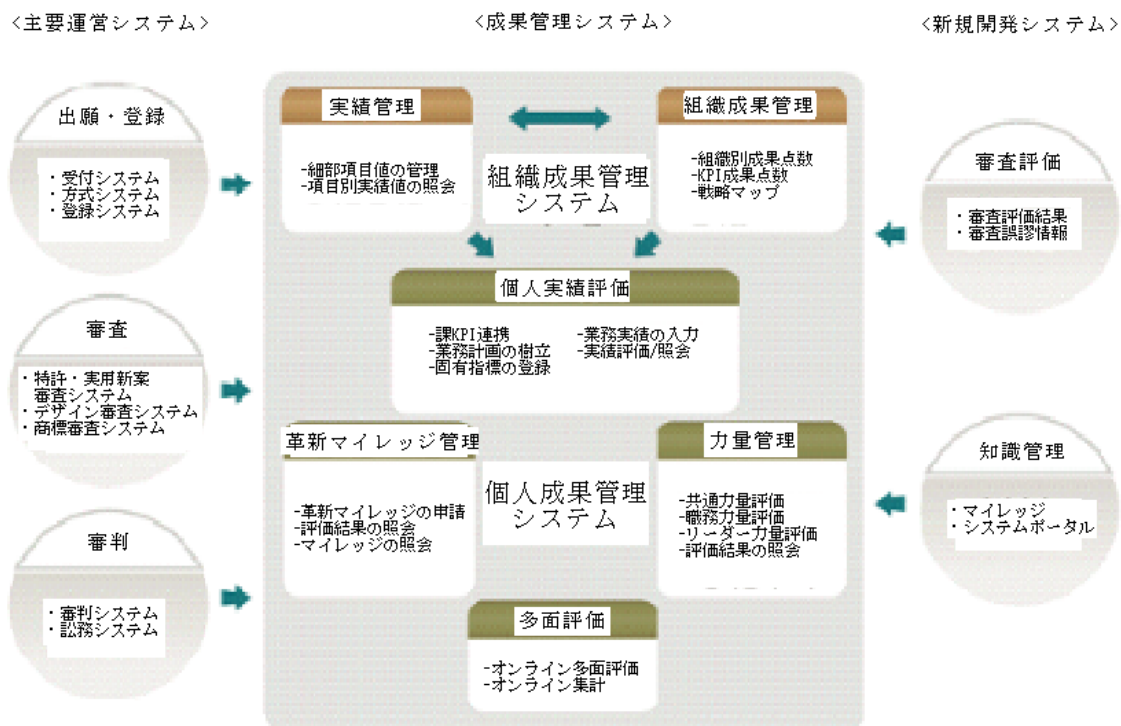 <主要運営システム>
<成果管理システム>
<新規開発システム>
出願・登録
・受付システム
・方式システム
・登録システム
審査
・特許・実用新案
審査システム
・デザイン審査システム
・商標審査システム
審判
・審判システム
・訟務システム
実績管理
-細部項目値の管理
-項目別実績値の照会
組織成果管理
システム
組織成果管理
-組織別成果点数
-KPI成果点数
-戦略マップ
個人実績評価
-課KPI連携
-業務計画の樹立
-固有指標の登録
-業務実績の入力
-実績評価/照会
革新マイレッジ管理
-革新マイレッジの申請
-評価結果の照会
-マイレッジの照会
個人成果管理
システム
力量管理
-共通力量評価
-職務力量評価
-リーダー力量評価
-評価結果の照会
多面評価
-オンライン多面評価
-オンライン集計
審査評価
・審査評価結果
・審査誤謬情報
知識管理
・マイレッジ
・システムポータル